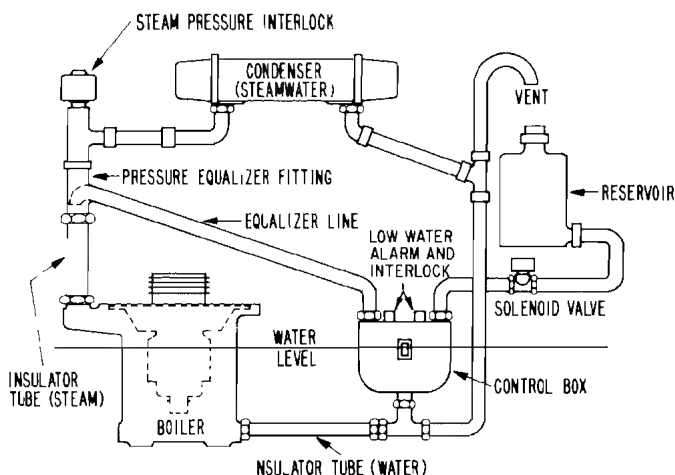 STEAM PRESSURE INTERLOCK
CONDENSER
(STEAMWATER)
VENT
PRESSURE EQUALIZER FITTING
RESERVOIR
EQUALIZER LINE
LOW WATER
ALARM AND
INTERLOCK
SOLENOID VALVE
WATER
LEVEL
INSULATOR
TUBE (STEAM)
CONTROL BOX
BOILER
NSULATOR TUBE (WATER)